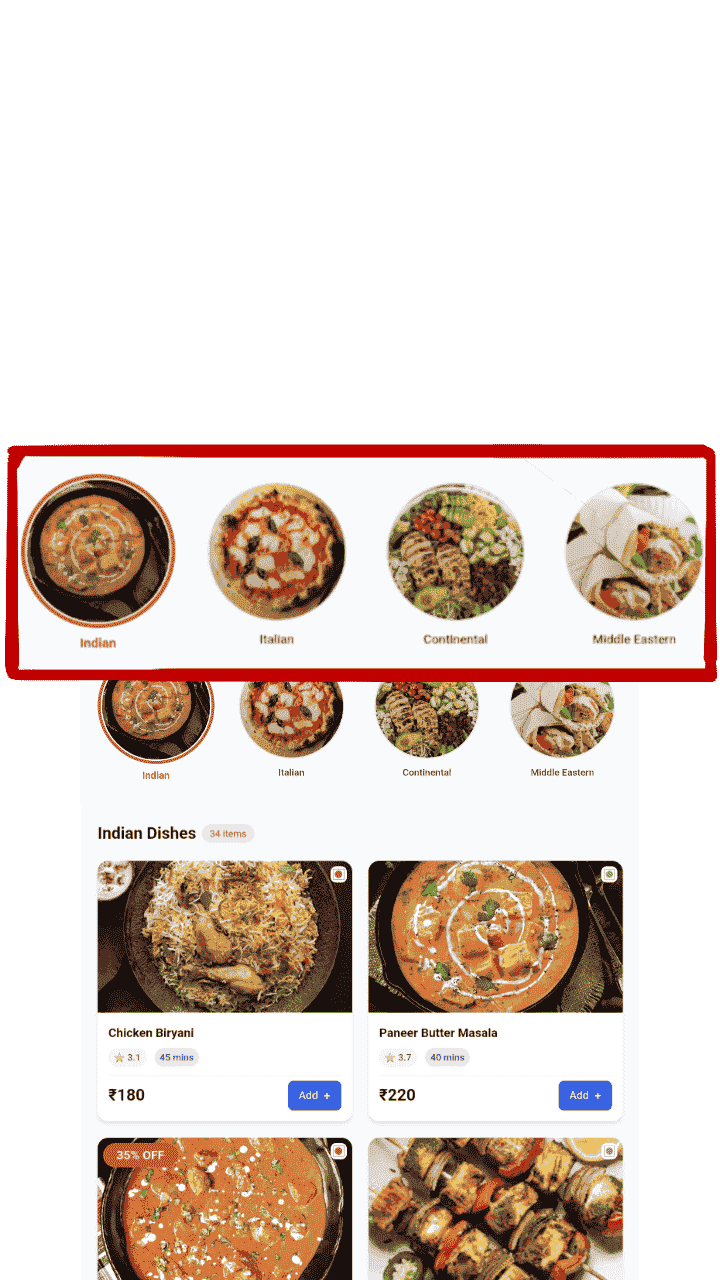 Indian Italian Continental Middle Eastern
Indian Italian Continental Middle Eastern
Indian Dishes 34 items
Chicken Biryani
3.1 45 mins
₹180 Add +
Paneer Butter Masala
3.7 40 mins
₹220 Add +
35% OFF